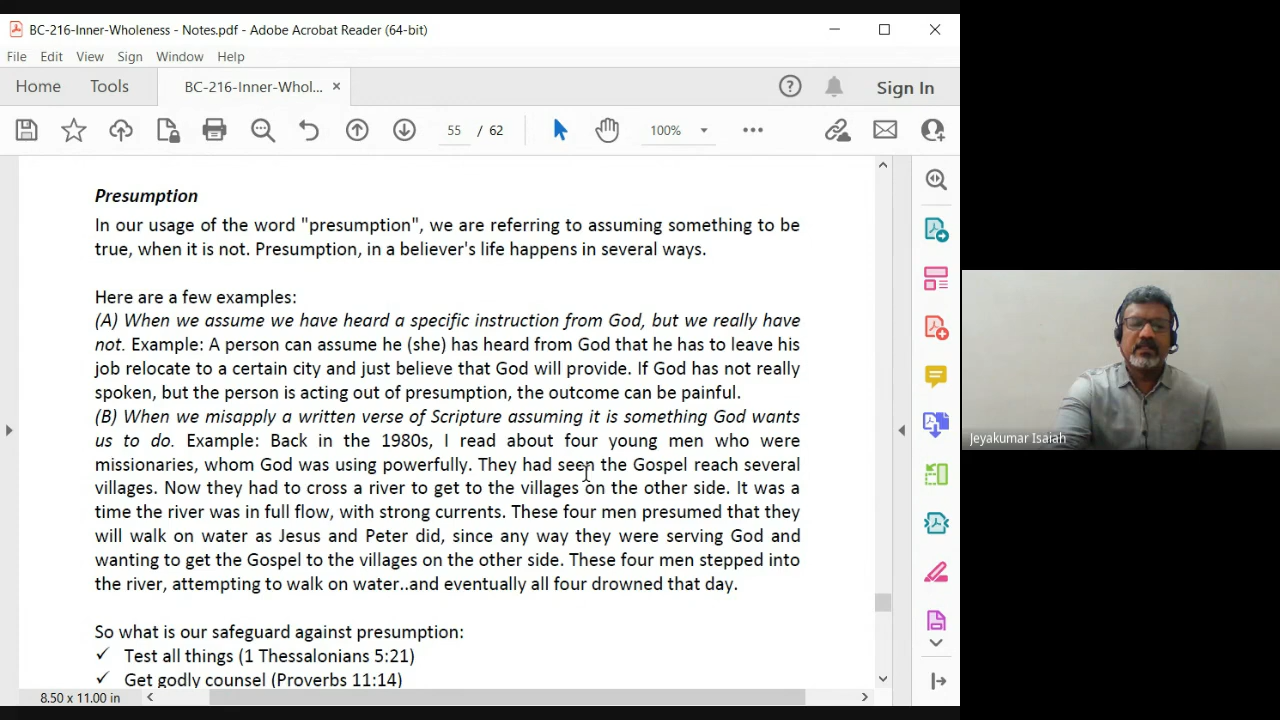 BC-216-Inner-Wholeness - Notes.pdf - Adobe Acrobat Reader (64-bit)
File Edit View Sign Window Help
Home Tools BC-216-Inner-Whol... × Sign In
55 / 62 100%
Presumption
In our usage of the word "presumption", we are referring to assuming something to be
true, when it is not. Presumption, in a believer's life happens in several ways.
Here are a few examples:
(A) When we assume we have heard a specific instruction from God, but we really have
not. Example: A person can assume he (she) has heard from God that he has to leave his
job relocate to a certain city and just believe that God will provide. If God has not really
spoken, but the person is acting out of presumption, the outcome can be painful.
(B) When we misapply a written verse of Scripture assuming it is something God wants
us to do. Example: Back in the 1980s, I read about four young men who were
missionaries, whom God was using powerfully. They had seen the Gospel reach several
villages. Now they had to cross a river to get to the villages on the other side. It was a
time the river was in full flow, with strong currents. These four men presumed that they
will walk on water as Jesus and Peter did, since any way they were serving God and
wanting to get the Gospel to the villages on the other side. These four men stepped into
the river, attempting to walk on water..and eventually all four drowned that day.
So what is our safeguard against presumption:
✓ Test all things (1 Thessalonians 5:21)
✓ Get godly counsel (Proverbs 11:14)
8.50 x 11.00 in
Jeyakumar Isaiah